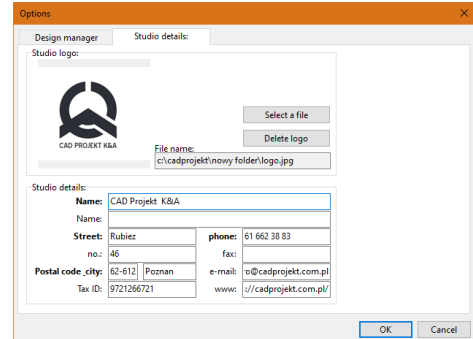 Options
Design manager
Studio details:
Studio logo:
CAD PROJEKT K&A
Select a file
Delete logo
File name:
c:\cadprojekt\nowy folder\logo.jpg
Studio details:
Name: CAD Projekt K&A
Name:
Street: Rubiez phone: 61 662 38 83
no.: 46 fax:
Postal code ,city: 62-612 Poznan e-mail: 'o@cadprojekt.com.pl
Tax ID: 9721266721 www: ://cadprojekt.com.pl/
OK Cancel